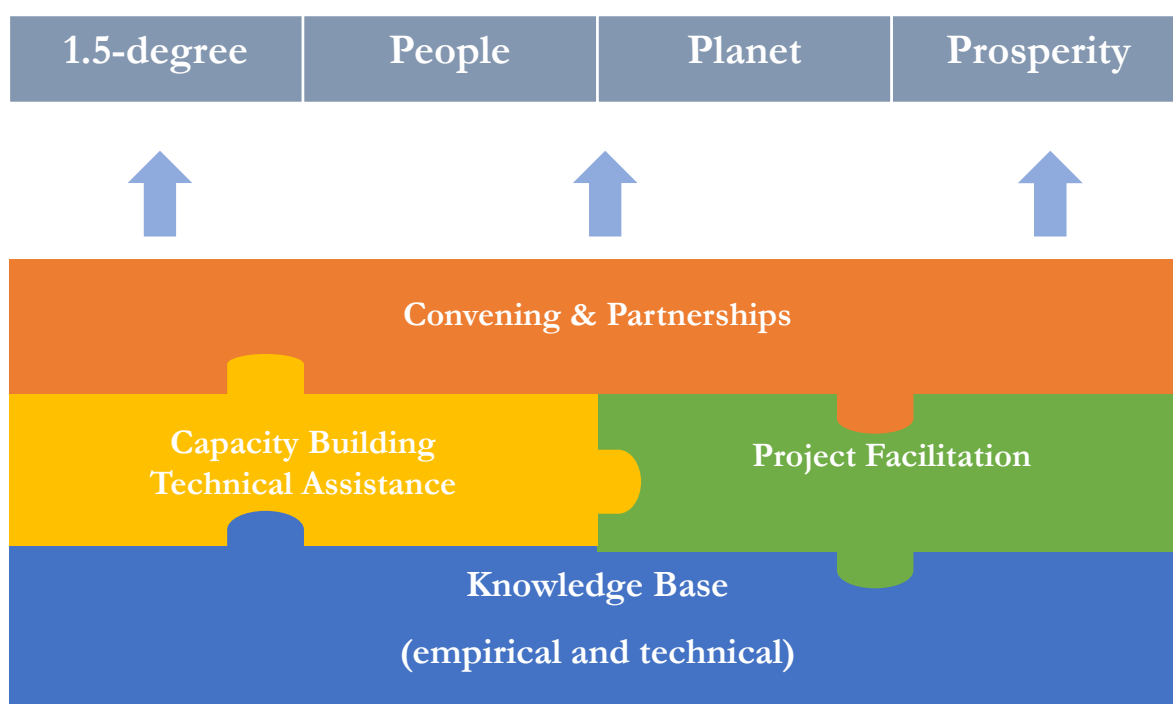 1.5-degree
People
Planet
Prosperity
Convening & Partnerships
Capacity Building
Technical Assistance
Project Facilitation
Knowledge Base
(empirical and technical)